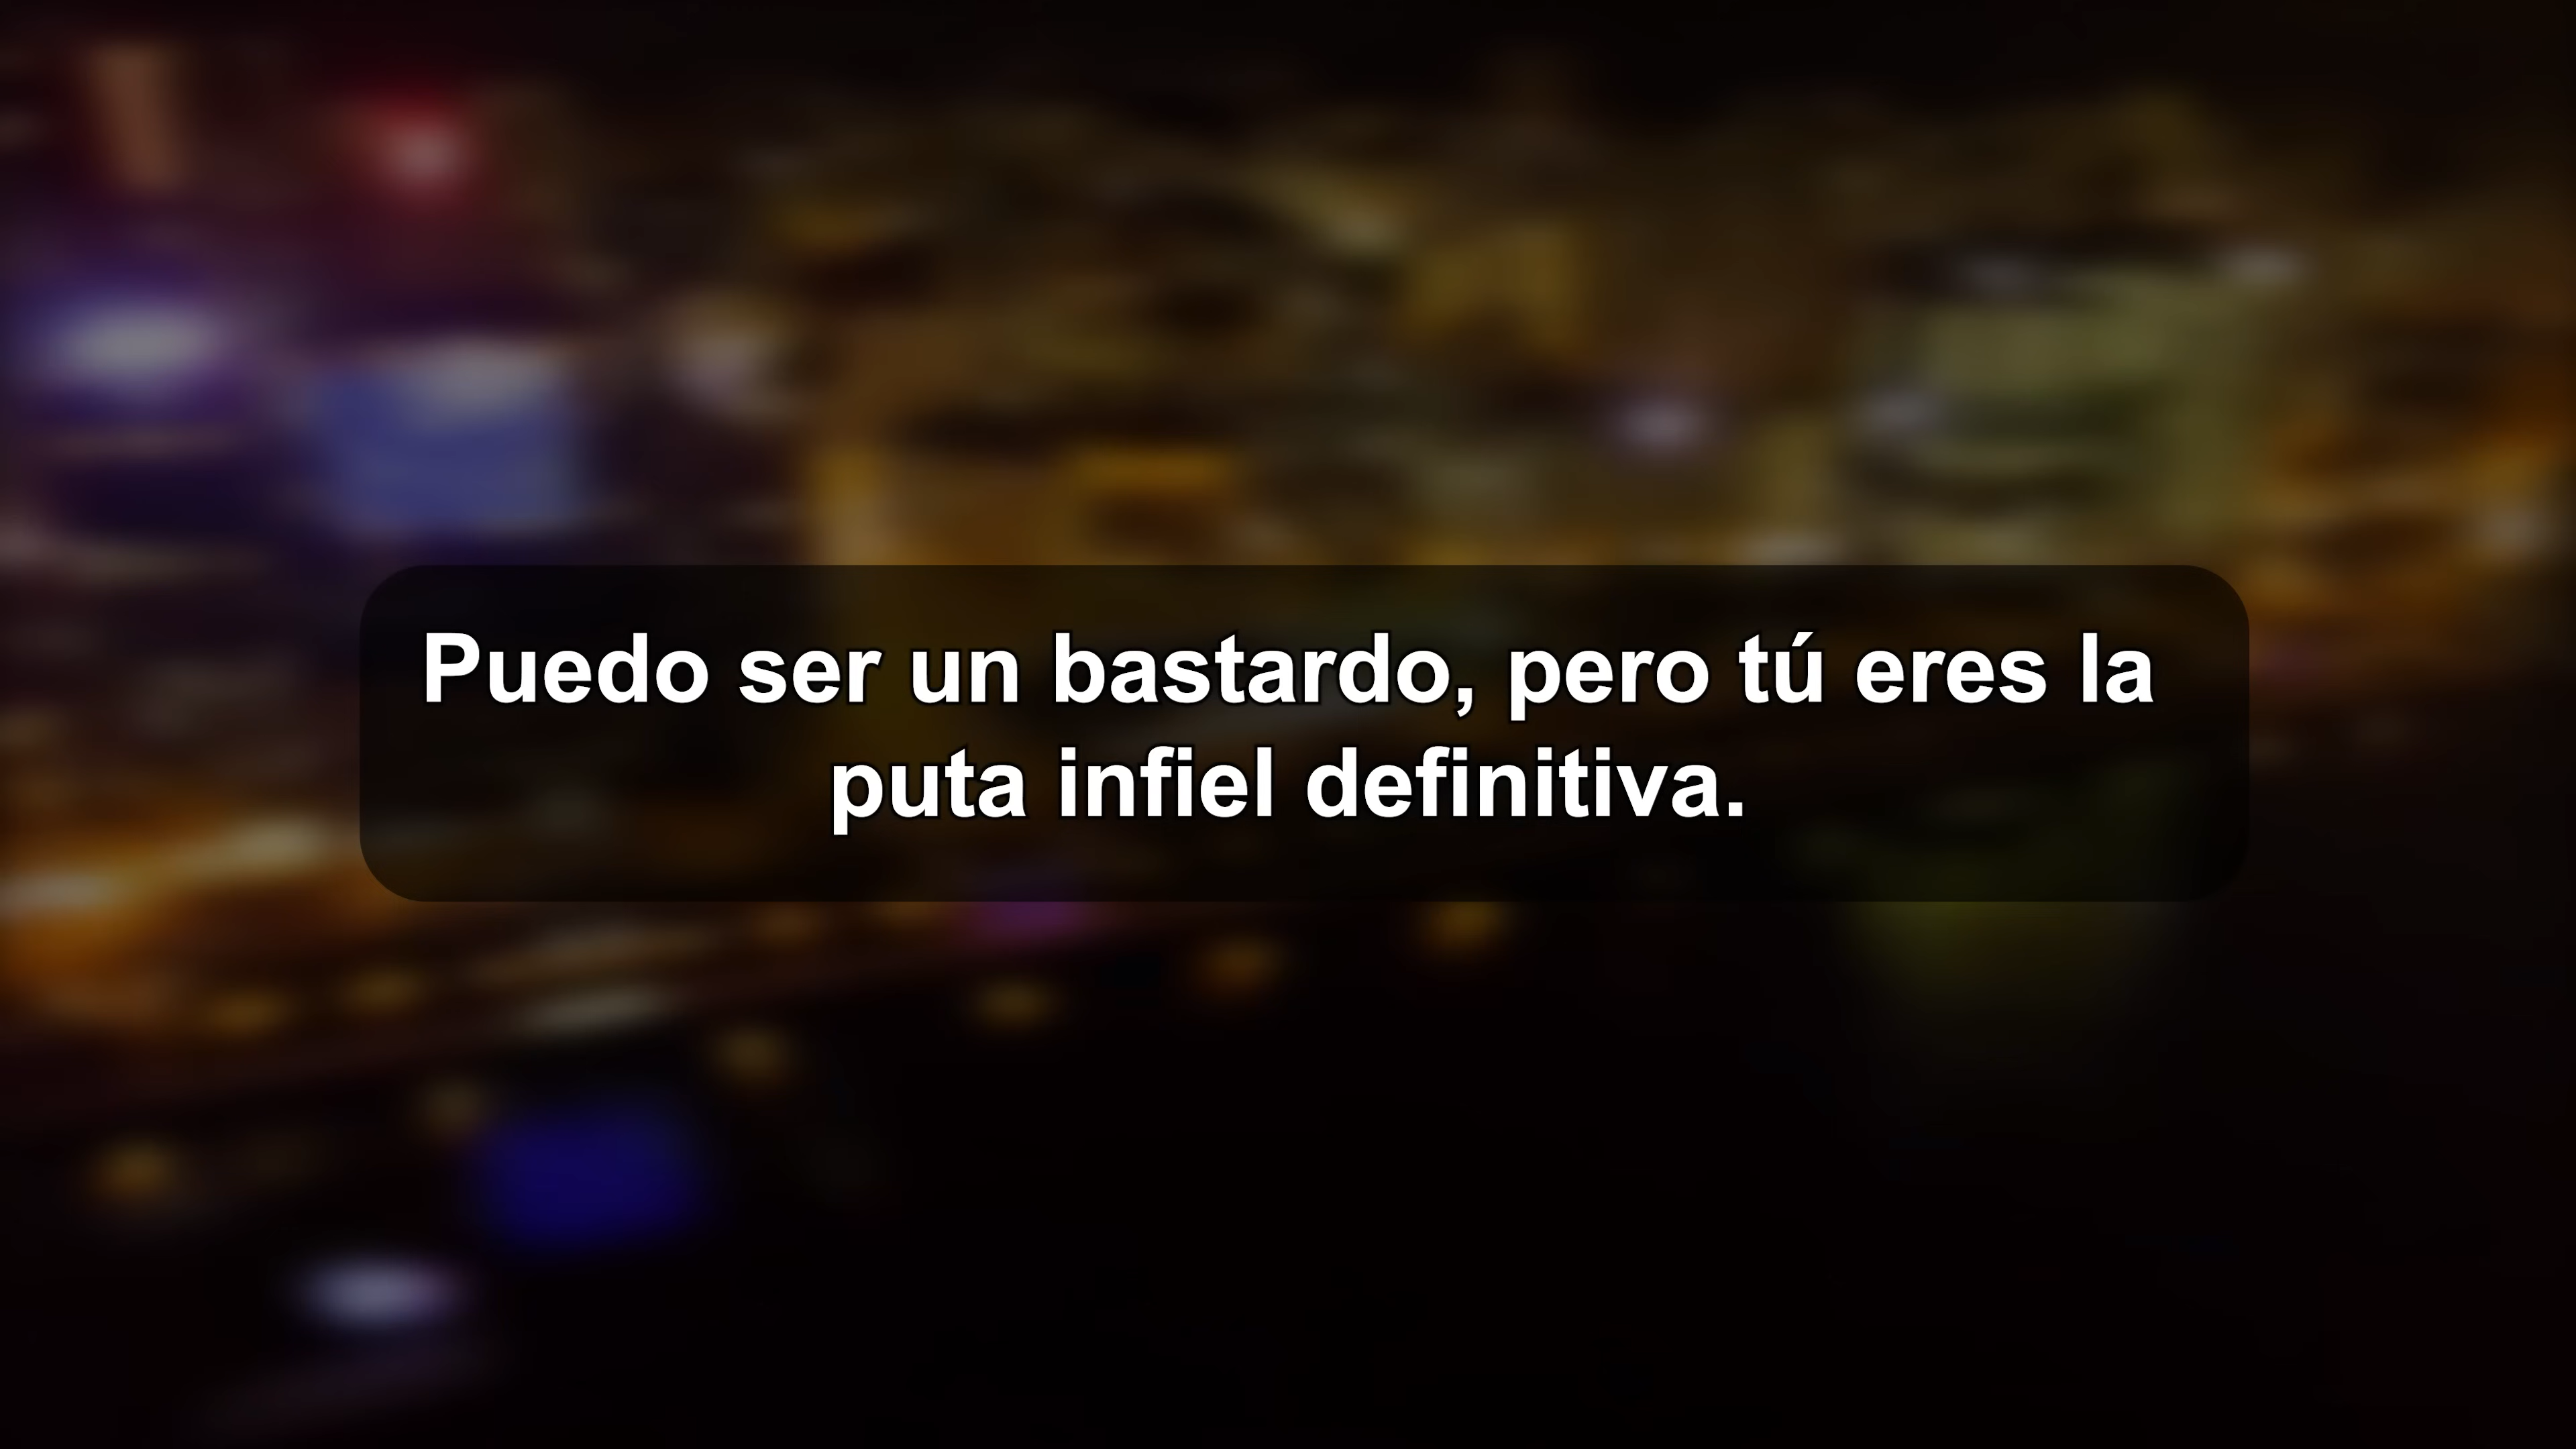 Puedo ser un bastardo, pero tú eres la
puta infiel definitiva.